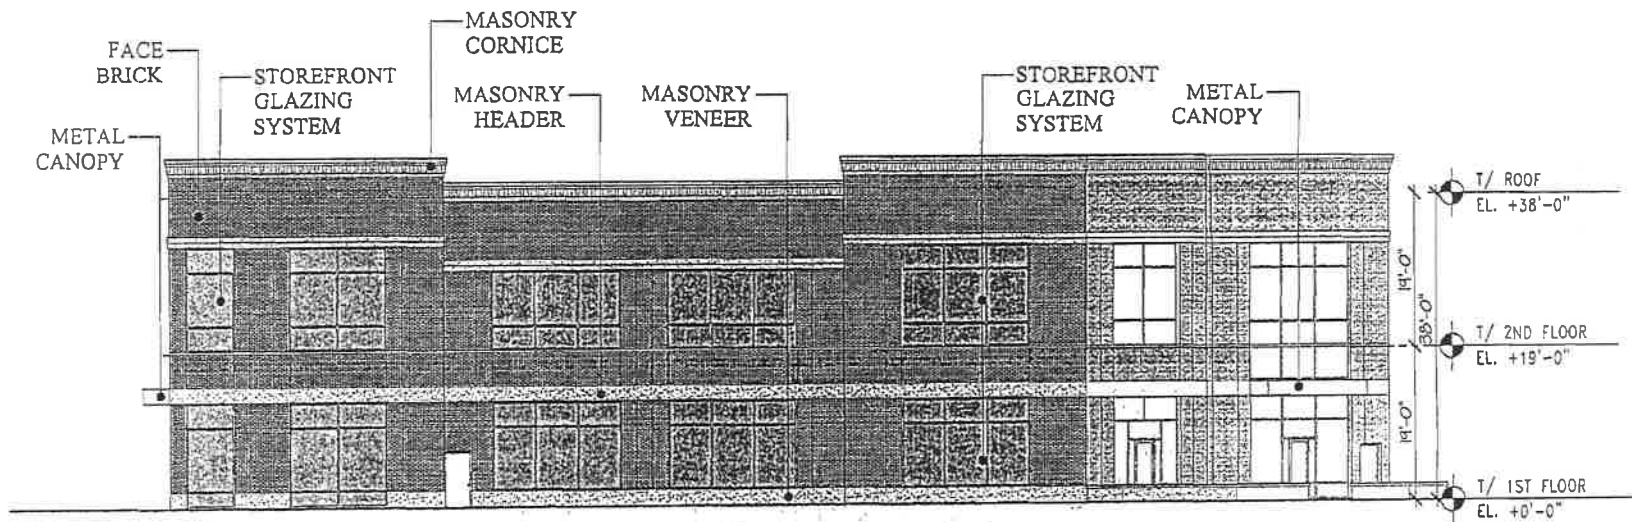 MASONRY
CORNICE
FACE
BRICK
STOREFRONT
GLAZING
SYSTEM
MASONRY
HEADER
MASONRY
VENEER
STOREFRONT
GLAZING
SYSTEM
METAL
CANOPY
METAL
CANOPY
T/ ROOF
EL. +38'-0"
19'-0"
38'-0"
T/ 2ND FLOOR
EL. +19'-0"
19'-0"
T/ 1ST FLOOR
EL. +0'-0"